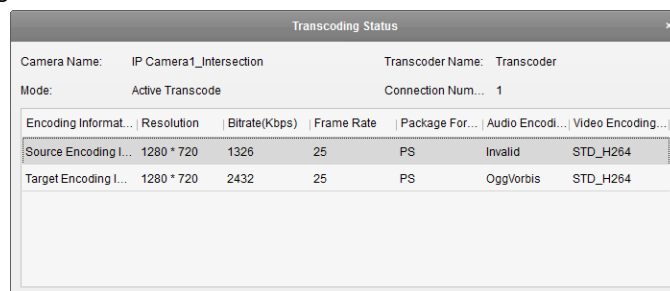 Transcoding Status ×
Camera Name: IP Camera1_Intersection Transcoder Name: Transcoder
Mode: Active Transcode Connection Num... 1
Encoding Informat... Resolution Bitrate(Kbps) Frame Rate Package For... Audio Encodi... Video Encoding...
Source Encoding I... 1280 * 720 1326 25 PS Invalid STD_H264
Target Encoding I... 1280 * 720 2432 25 PS OggVorbis STD_H264